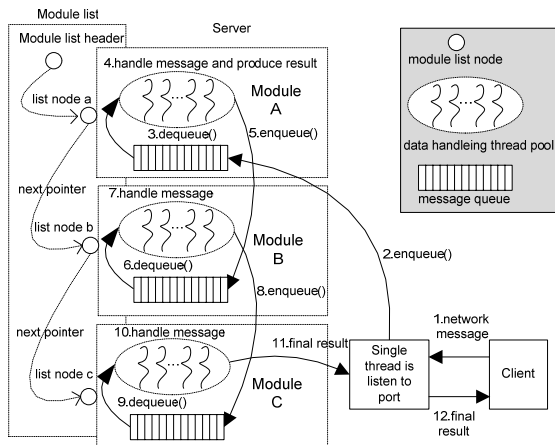 Module list
Module list header
Server
4.handle message and produce result
list node a
Module
A
3.dequeue()
5.enqueue()
next pointer
7.handle message
list node b
Module
B
6.dequeue()
8.enqueue()
next pointer
10.handle message
11.final result
list node c
Module
C
9.dequeue()
2.enqueue()
1.network
message
Single
thread is
listen to
port
Client
12.final
result
module list node
data handleing thread pool
message queue